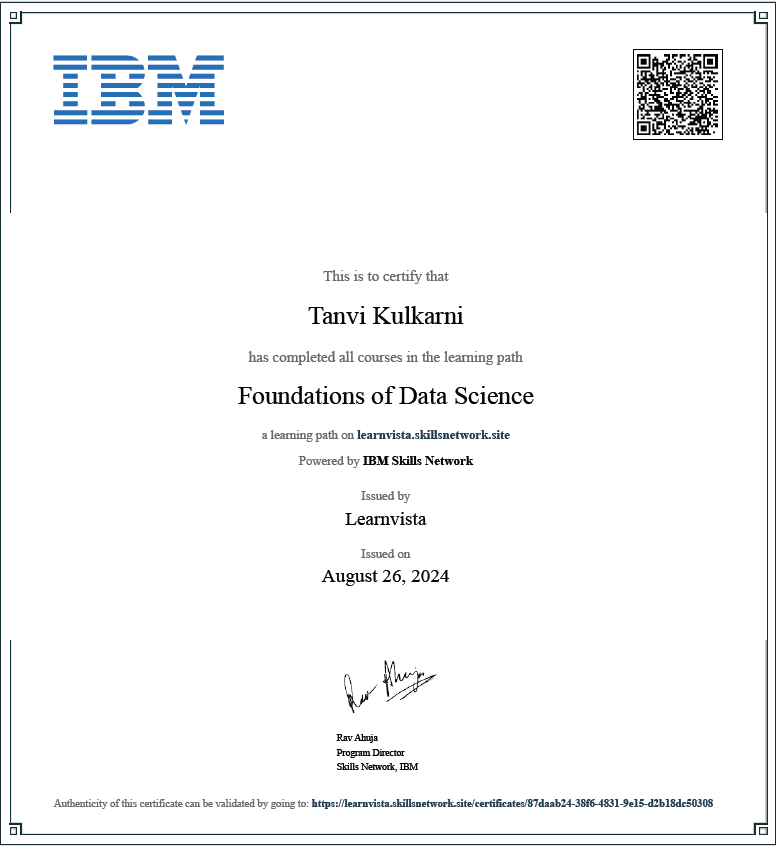 IBM
This is to certify that
Tanvi Kulkarni
has completed all courses in the learning path
Foundations of Data Science
a learning path on learnvista.skillsnetwork.site
Powered by IBM Skills Network
Issued by
Learnvista
Issued on
August 26, 2024
Rav Ahuja
Rav Ahuja
Program Director
Skills Network, IBM
Authenticity of this certificate can be validated by going to: https://learnvista.skillsnetwork.site/certificates/87daab24-38f6-4831-9e15-d2b18dc50308